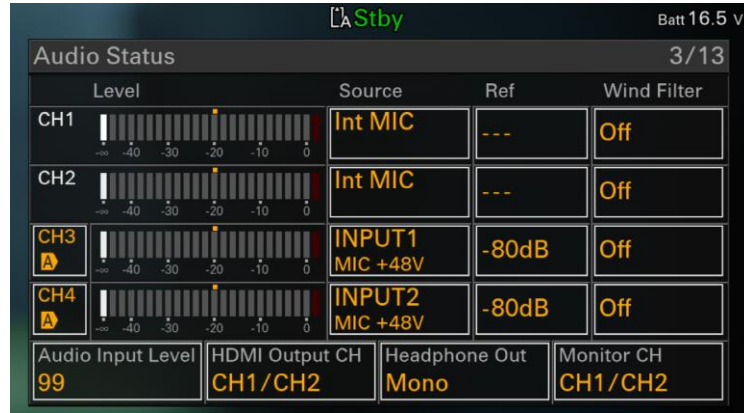 A Stby
Batt 16.5 V
Audio Status 3/13
Level Source Ref Wind Filter
CH1 Int MIC --- Off
-∞ -40 -30 -20 -10 0
CH2 Int MIC --- Off
-∞ -40 -30 -20 -10 0
CH3 INPUT1 -80dB Off
A MIC +48V
-∞ -40 -30 -20 -10 0
CH4 INPUT2 -80dB Off
A MIC +48V
-∞ -40 -30 -20 -10 0
Audio Input Level HDMI Output CH Headphone Out Monitor CH
99 CH1/CH2 Mono CH1/CH2